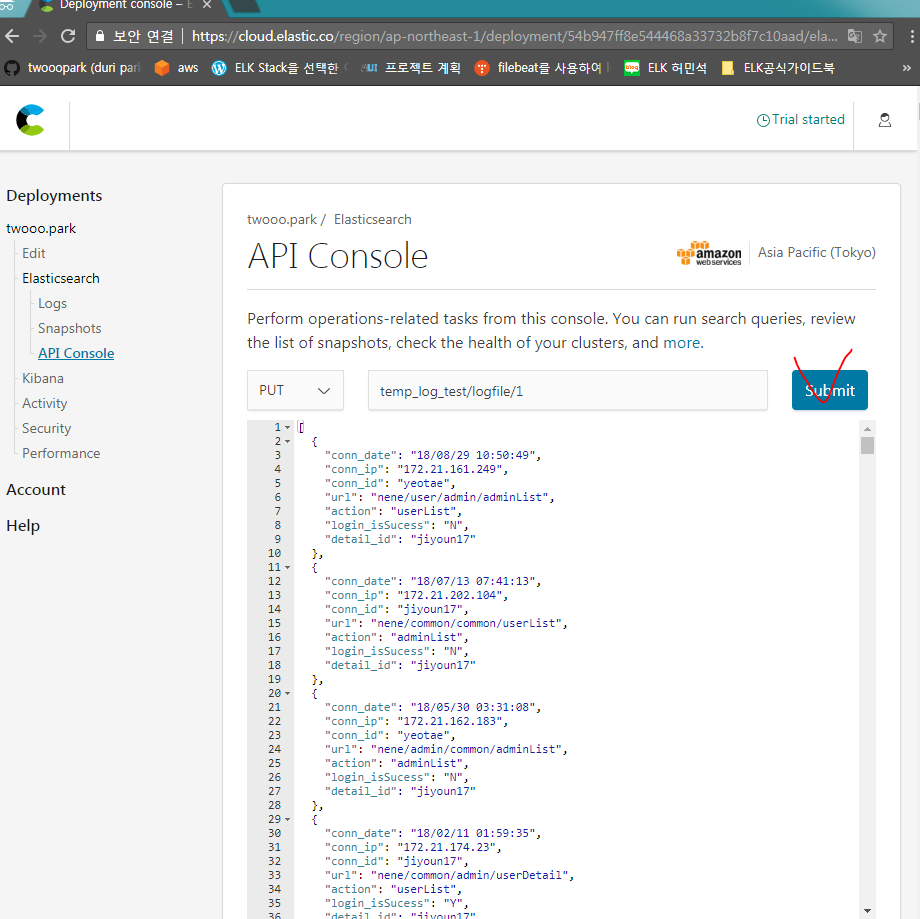 Deployment console – E
보안 연결
https://cloud.elastic.co/region/ap-northeast-1/deployment/54b947ff8e544468a33732b8f7c10aad/ela...
twooopark (duri park
aws
ELK Stack을 선택한
프로젝트 계획
filebeat를 사용하여
ELK 허민석
ELK공식가이드북
»
Trial started
Deployments
twooo.park
Edit
Elasticsearch
Logs
Snapshots
API Console
Kibana
Activity
Security
Performance
Account
Help
twooo.park / Elasticsearch
API Console
amazon
webservices
Asia Pacific (Tokyo)
Perform operations-related tasks from this console. You can run search queries, review
the list of snapshots, check the health of your clusters, and more.
PUT
temp_log_test/logfile/1
Submit
1 [
2 {
3 "conn_date": "18/08/29 10:50:49",
4 "conn_ip": "172.21.161.249",
5 "conn_id": "yeotae",
6 "url": "nene/user/admin/adminList",
7 "action": "userList",
8 "login_isSucess": "N",
9 "detail_id": "jiyoun17"
10 },
11 {
12 "conn_date": "18/07/13 07:41:13",
13 "conn_ip": "172.21.202.104",
14 "conn_id": "jiyoun17",
15 "url": "nene/common/common/userList",
16 "action": "adminList",
17 "login_isSucess": "N",
18 "detail_id": "jiyoun17"
19 },
20 {
21 "conn_date": "18/05/30 03:31:08",
22 "conn_ip": "172.21.162.183",
23 "conn_id": "yeotae",
24 "url": "nene/admin/common/adminList",
25 "action": "adminList",
26 "login_isSucess": "N",
27 "detail_id": "jiyoun17"
28 },
29 {
30 "conn_date": "18/02/11 01:59:35",
31 "conn_ip": "172.21.174.23",
32 "conn_id": "jiyoun17",
33 "url": "nene/common/admin/userDetail",
34 "action": "userList",
35 "login_isSucess": "Y",
36 "detail_id": "jiyoun17"